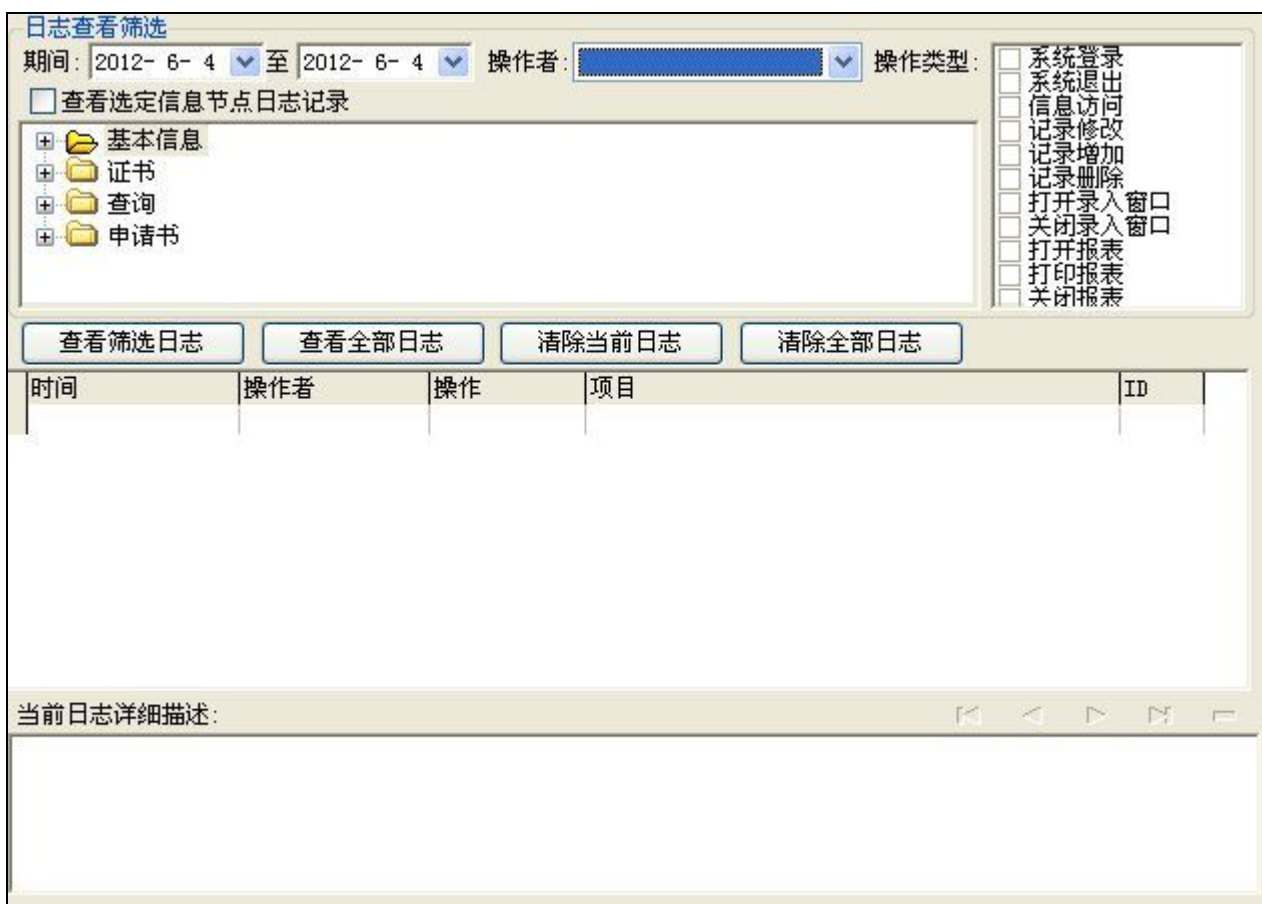 日志查看筛选
期间: 2012- 6- 4 至 2012- 6- 4 操作者: 操作类型:
系统登录
系统退出
信息访问
记录修改
记录增加
记录删除
打开录入窗口
关闭录入窗口
打开报表
打印报表
关闭报表
查看选定信息节点日志记录
基本信息
证书
查询
申请书
查看筛选日志 查看全部日志 清除当前日志 清除全部日志
时间 操作者 操作 项目 ID
当前日志详细描述: